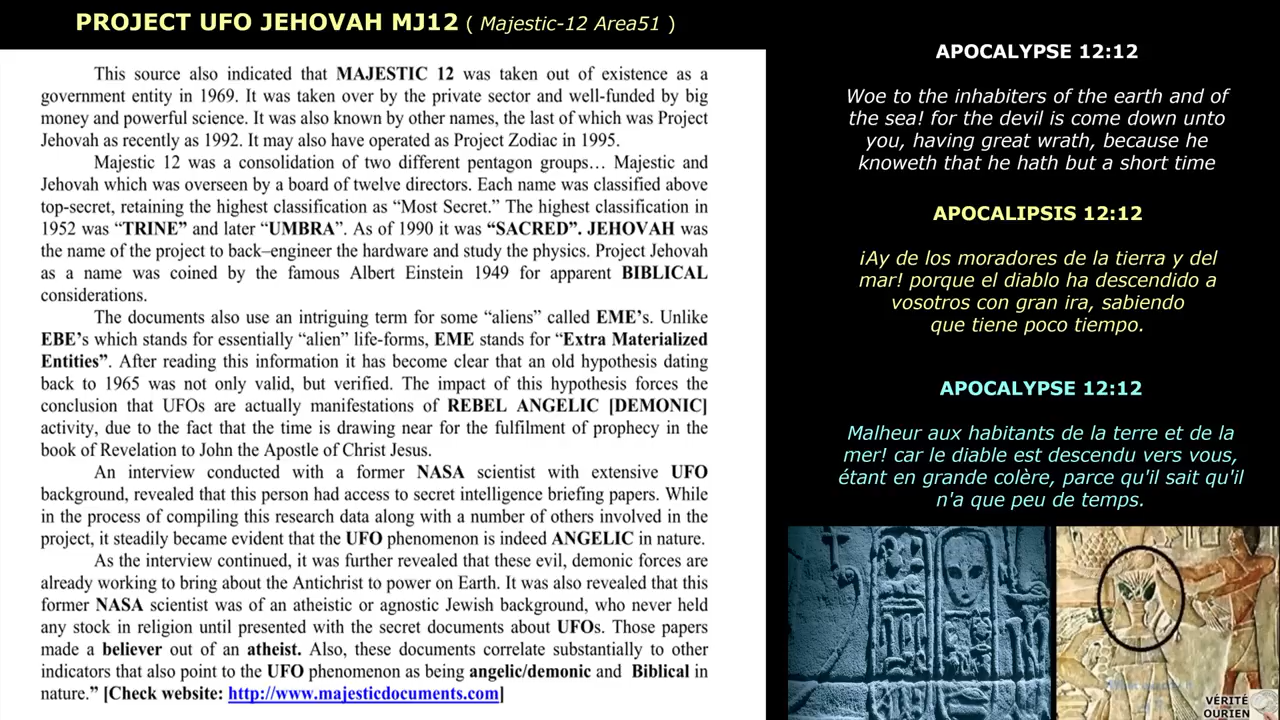 PROJECT UFO JEHOVAH MJ12 ( Majestic-12 Area51 )
This source also indicated that MAJESTIC 12 was taken out of existence as a
government entity in 1969. It was taken over by the private sector and well-funded by big
money and powerful science. It was also known by other names, the last of which was Project
Jehovah as recently as 1992. It may also have operated as Project Zodiac in 1995.
Majestic 12 was a consolidation of two different pentagon groups… Majestic and
Jehovah which was overseen by a board of twelve directors. Each name was classified above
top-secret, retaining the highest classification as “Most Secret.” The highest classification in
1952 was “TRINE” and later “UMBRA”. As of 1990 it was “SACRED”. JEHOVAH was
the name of the project to back–engineer the hardware and study the physics. Project Jehovah
as a name was coined by the famous Albert Einstein 1949 for apparent BIBLICAL
considerations.
The documents also use an intriguing term for some “aliens” called EME’s. Unlike
EBE’s which stands for essentially “alien” life-forms, EME stands for “Extra Materialized
Entities”. After reading this information it has become clear that an old hypothesis dating
back to 1965 was not only valid, but verified. The impact of this hypothesis forces the
conclusion that UFOs are actually manifestations of REBEL ANGELIC [DEMONIC]
activity, due to the fact that the time is drawing near for the fulfilment of prophecy in the
book of Revelation to John the Apostle of Christ Jesus.
An interview conducted with a former NASA scientist with extensive UFO
background, revealed that this person had access to secret intelligence briefing papers. While
in the process of compiling this research data along with a number of others involved in the
project, it steadily became evident that the UFO phenomenon is indeed ANGELIC in nature.
As the interview continued, it was further revealed that these evil, demonic forces are
already working to bring about the Antichrist to power on Earth. It was also revealed that this
former NASA scientist was of an atheistic or agnostic Jewish background, who never held
any stock in religion until presented with the secret documents about UFOs. Those papers
made a believer out of an atheist. Also, these documents correlate substantially to other
indicators that also point to the UFO phenomenon as being angelic/demonic and Biblical in
nature.” [Check website: http://www.majesticdocuments.com]
APOCALYPSE 12:12
Woe to the inhabiters of the earth and of
the sea! for the devil is come down unto
you, having great wrath, because he
knoweth that he hath but a short time
APOCALIPSIS 12:12
¡Ay de los moradores de la tierra y del
mar! porque el diablo ha descendido a
vosotros con gran ira, sabiendo
que tiene poco tiempo.
APOCALYPSE 12:12
Malheur aux habitants de la terre et de la
mer! car le diable est descendu vers vous,
étant en grande colère, parce qu'il sait qu'il
n'a que peu de temps.
VÉRITÉ
OURIEN